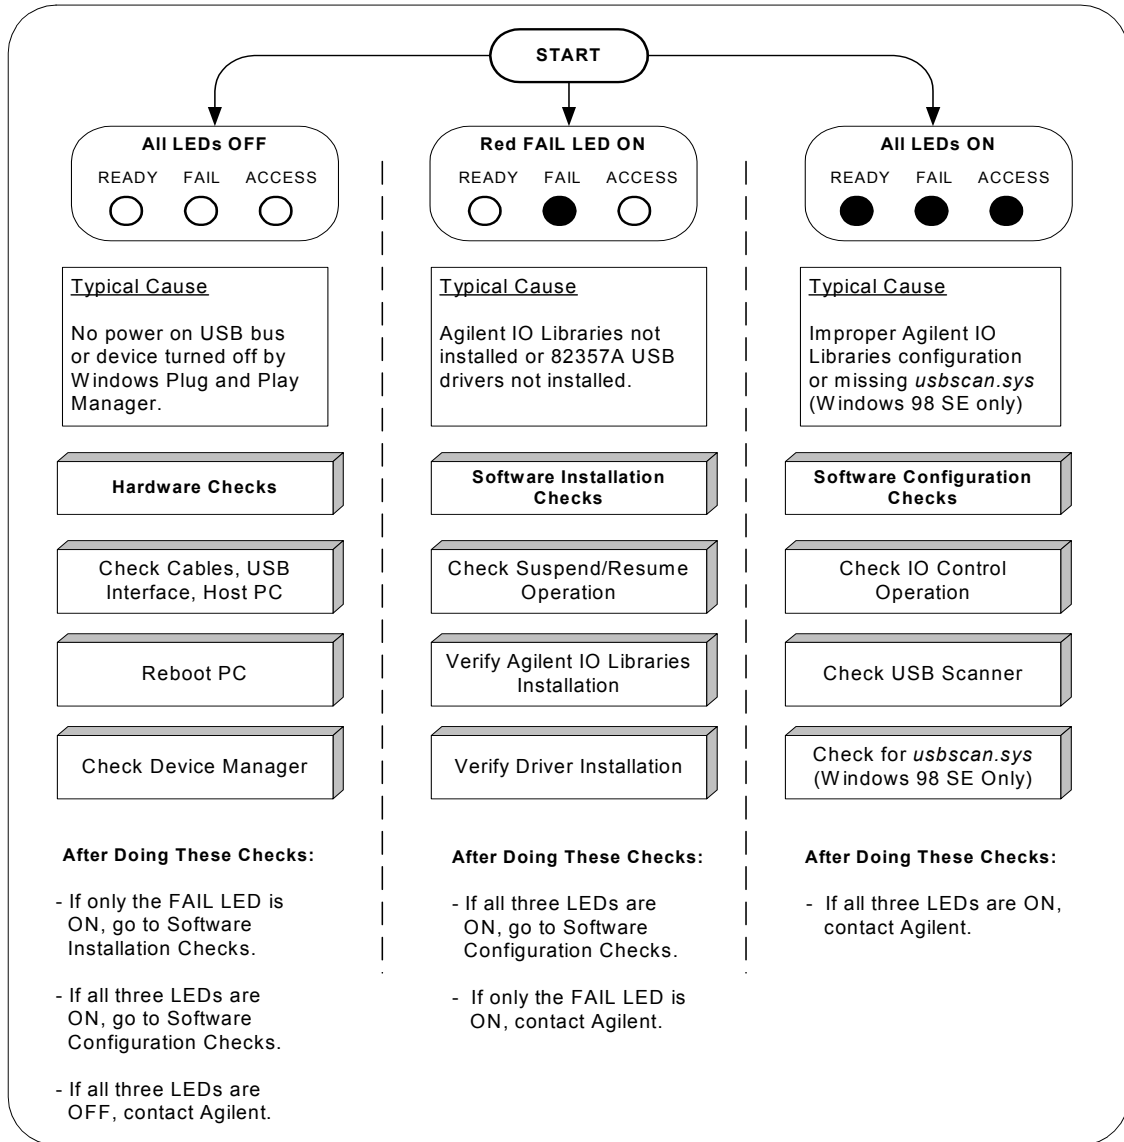 START
All LEDs OFF
READY FAIL ACCESS
Typical Cause
No power on USB bus
or device turned off by
Windows Plug and Play
Manager.
Hardware Checks
Check Cables, USB
Interface, Host PC
Reboot PC
Check Device Manager
After Doing These Checks:
- If only the FAIL LED is
ON, go to Software
Installation Checks.
- If all three LEDs are
ON, go to Software
Configuration Checks.
- If all three LEDs are
OFF, contact Agilent.
Red FAIL LED ON
READY FAIL ACCESS
Typical Cause
Agilent IO Libraries not
installed or 82357A USB
drivers not installed.
Software Installation
Checks
Check Suspend/Resume
Operation
Verify Agilent IO Libraries
Installation
Verify Driver Installation
After Doing These Checks:
- If all three LEDs are
ON, go to Software
Configuration Checks.
- If only the FAIL LED is
ON, contact Agilent.
All LEDs ON
READY FAIL ACCESS
Typical Cause
Improper Agilent IO
Libraries configuration
or missing usbscan.sys
(Windows 98 SE only)
Software Configuration
Checks
Check IO Control
Operation
Check USB Scanner
Check for usbscan.sys
(Windows 98 SE Only)
After Doing These Checks:
- If all three LEDs are ON,
contact Agilent.